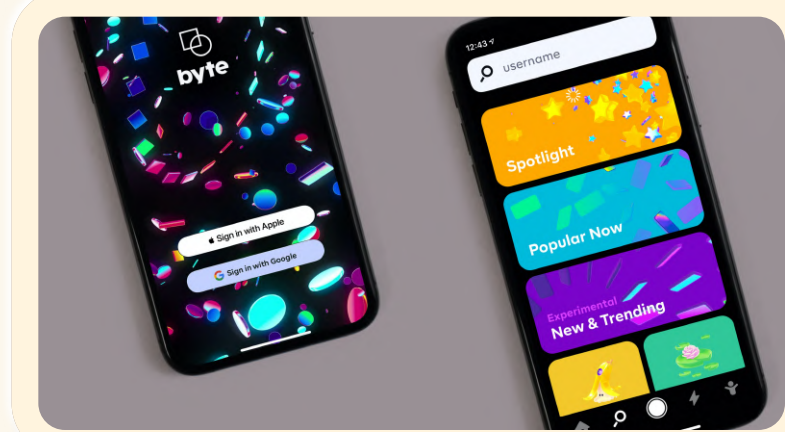 byte
Sign in with Apple
Sign in with Google
12:43
username
Spotlight
Popular Now
Experimental
New & Trending